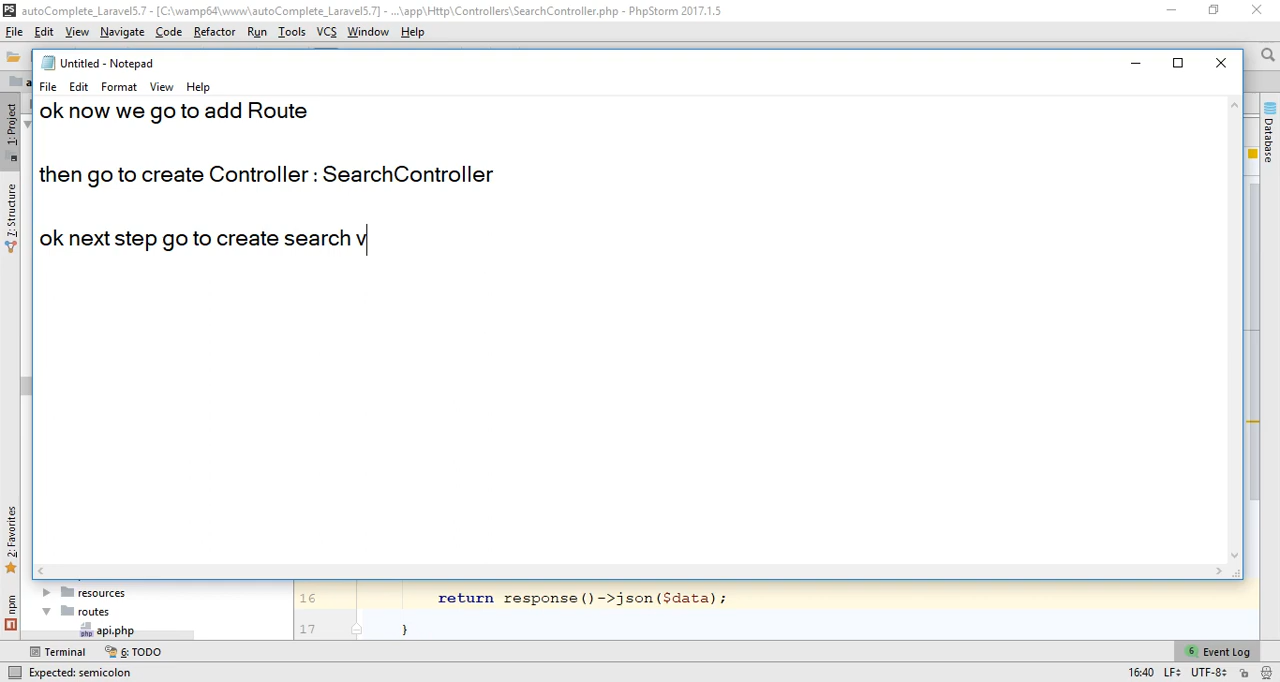 PS autoComplete_Laravel5.7 - [C:\wamp64\www\autoComplete_Laravel5.7] - ...\app\Http\Controllers\SearchController.php - PhpStorm 2017.1.5
File Edit View Navigate Code Refactor Run Tools VCS Window Help
Untitled - Notepad
File Edit Format View Help
ok now we go to add Route
then go to create Controller : SearchController
ok next step go to create search v
1: Project
7: Structure
2: Favorites
npm
Database
resources
routes
php api.php
16 return response()->json($data);
17 }
Terminal 6: TODO
6 Event Log
Expected: semicolon
16:40 LF UTF-8